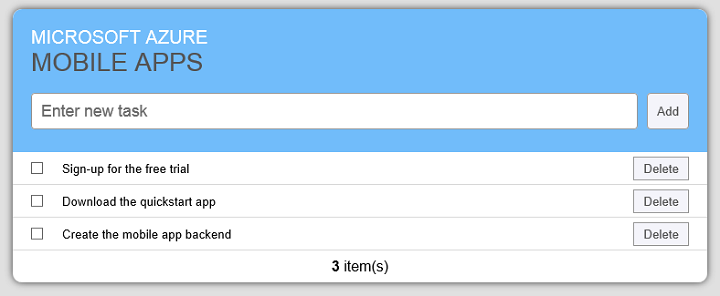 MICROSOFT AZURE
MOBILE APPS
Enter new task Add
Sign-up for the free trial Delete
Download the quickstart app Delete
Create the mobile app backend Delete
3 item(s)